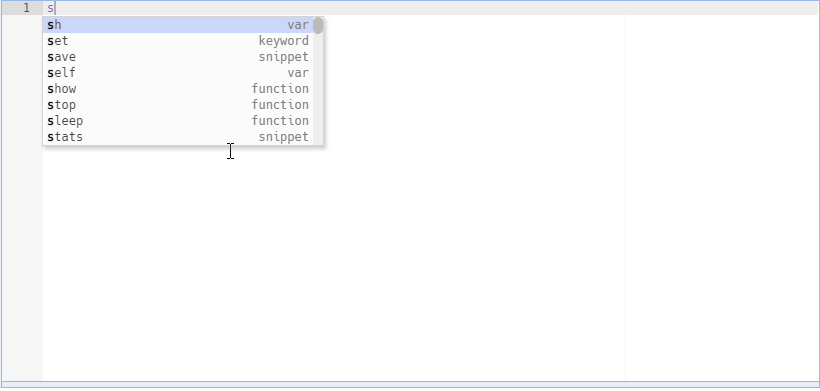 1 s
sh var
set keyword
save snippet
self var
show function
stop function
sleep function
stats snippet